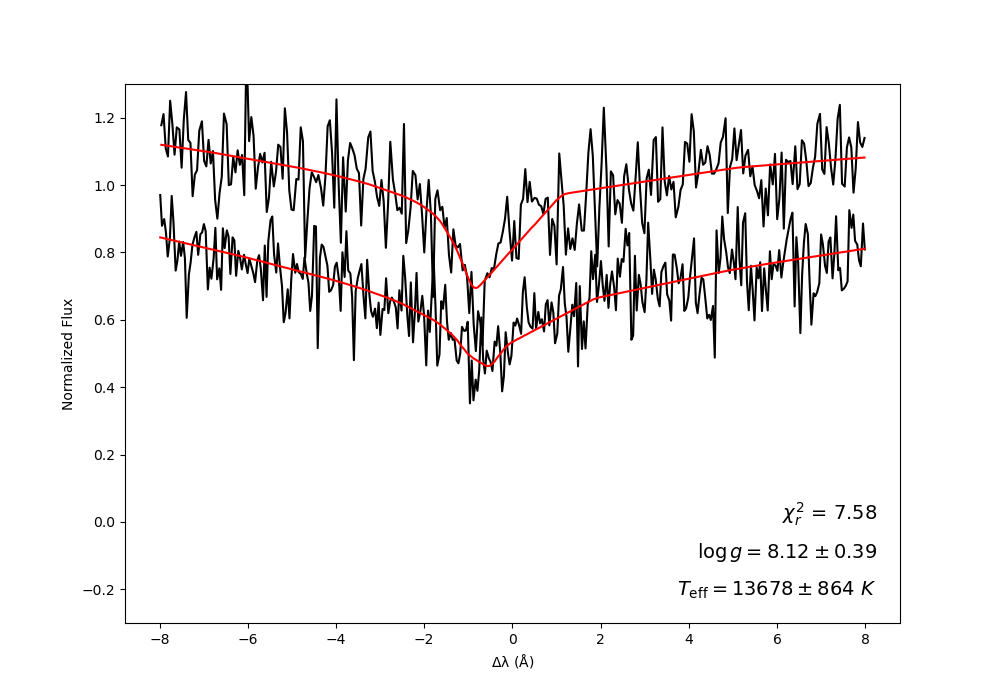 1.2
1.0
0.8
0.6
0.4
0.2
0.0
−0.2
Normalized Flux
χ²ᵣ = 7.58
log g = 8.12 ± 0.39
T_eff = 13678 ± 864 K
−8 −6 −4 −2 0 2 4 6 8
Δλ (Å)